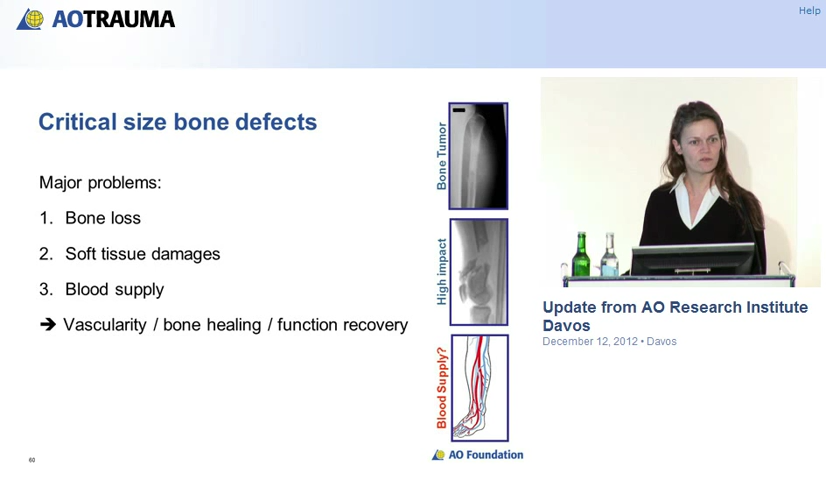 Help
AOTRAUMA
Critical size bone defects
Major problems:
1. Bone loss
2. Soft tissue damages
3. Blood supply
➔ Vascularity / bone healing / function recovery
Bone Tumor
High impact
Blood Supply?
AO Foundation
60
Update from AO Research Institute
Davos
December 12, 2012 • Davos